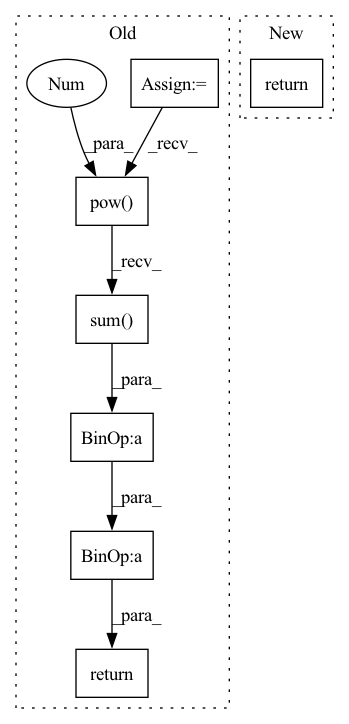 Old
New
Num
Assign:=
return
_para_
_recv_
pow()
_recv_
sum()
_para_
BinOp:a
_para_
BinOp:a
_para_
return